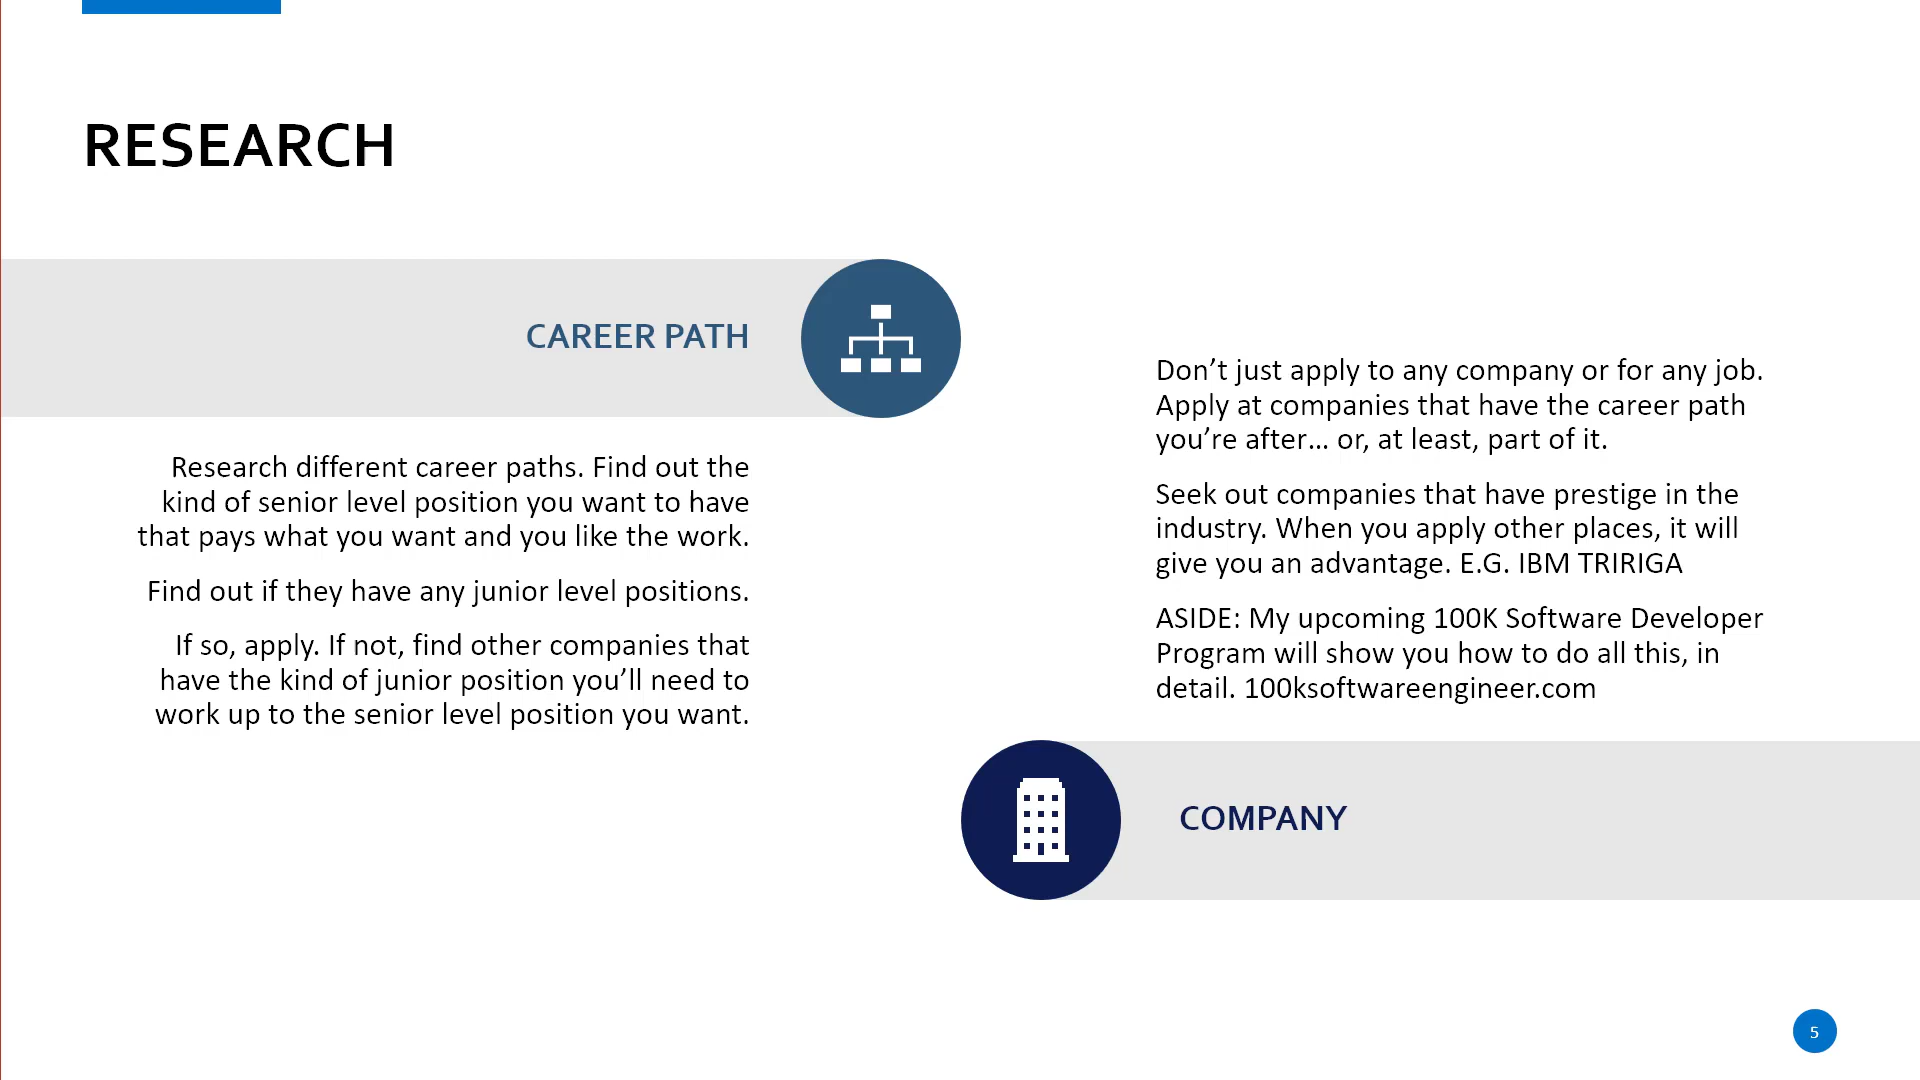 RESEARCH
CAREER PATH
Research different career paths. Find out the
kind of senior level position you want to have
that pays what you want and you like the work.
Find out if they have any junior level positions.
If so, apply. If not, find other companies that
have the kind of junior position you’ll need to
work up to the senior level position you want.
Don’t just apply to any company or for any job.
Apply at companies that have the career path
you’re after… or, at least, part of it.
Seek out companies that have prestige in the
industry. When you apply other places, it will
give you an advantage. E.G. IBM TRIRIGA
ASIDE: My upcoming 100K Software Developer
Program will show you how to do all this, in
detail. 100ksoftwareengineer.com
COMPANY
5